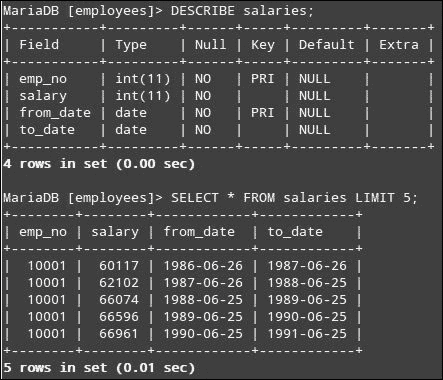 MariaDB [employees]> DESCRIBE salaries;
+-----------+---------+------+-----+---------+-------+
| Field     | Type    | Null | Key | Default | Extra |
+-----------+---------+------+-----+---------+-------+
| emp_no    | int(11) | NO   | PRI | NULL    |       |
| salary    | int(11) | NO   |     | NULL    |       |
| from_date | date    | NO   | PRI | NULL    |       |
| to_date   | date    | NO   |     | NULL    |       |
+-----------+---------+------+-----+---------+-------+
4 rows in set (0.00 sec)
MariaDB [employees]> SELECT * FROM salaries LIMIT 5;
+--------+--------+------------+------------+
| emp_no | salary | from_date  | to_date    |
+--------+--------+------------+------------+
|  10001 |  60117 | 1986-06-26 | 1987-06-26 |
|  10001 |  62102 | 1987-06-26 | 1988-06-25 |
|  10001 |  66074 | 1988-06-25 | 1989-06-25 |
|  10001 |  66596 | 1989-06-25 | 1990-06-25 |
|  10001 |  66961 | 1990-06-25 | 1991-06-25 |
+--------+--------+------------+------------+
5 rows in set (0.01 sec)